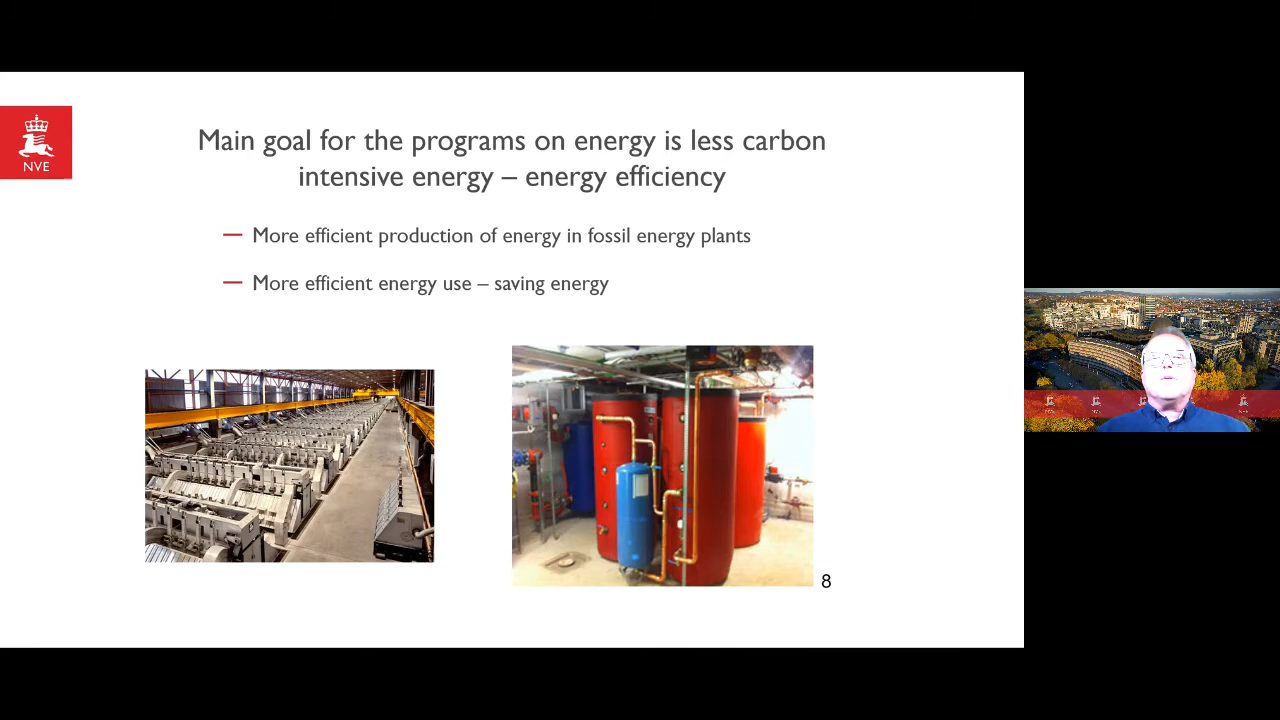 NVE
Main goal for the programs on energy is less carbon
intensive energy – energy efficiency
— More efficient production of energy in fossil energy plants
— More efficient energy use – saving energy
8